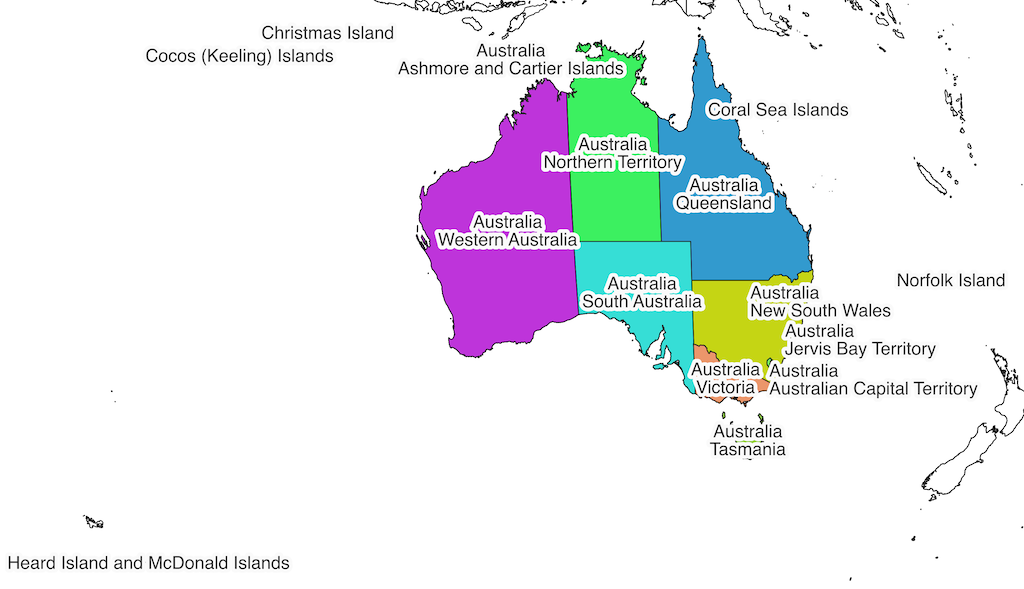 Christmas Island
Cocos (Keeling) Islands
Australia
Ashmore and Cartier Islands
Coral Sea Islands
Australia
Northern Territory
Australia
Queensland
Australia
Western Australia
Australia
South Australia
Norfolk Island
Australia
New South Wales
Australia
Jervis Bay Territory
Australia
Victoria
Australia
Australian Capital Territory
Australia
Tasmania
Heard Island and McDonald Islands